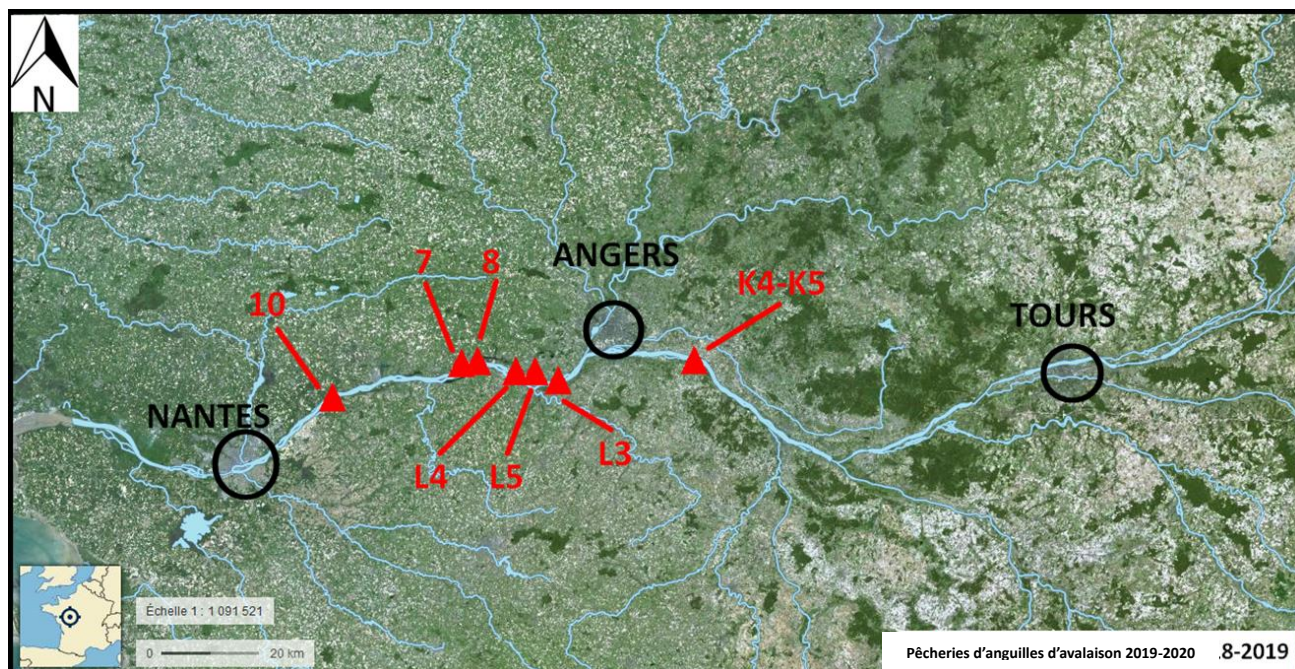 N
ANGERS
7
8
K4-K5
10
TOURS
NANTES
L3
L4
L5
Échelle 1 : 1 091 521
0
20 km
Pêcheries d'anguilles d'avalaison 2019-2020
8-2019